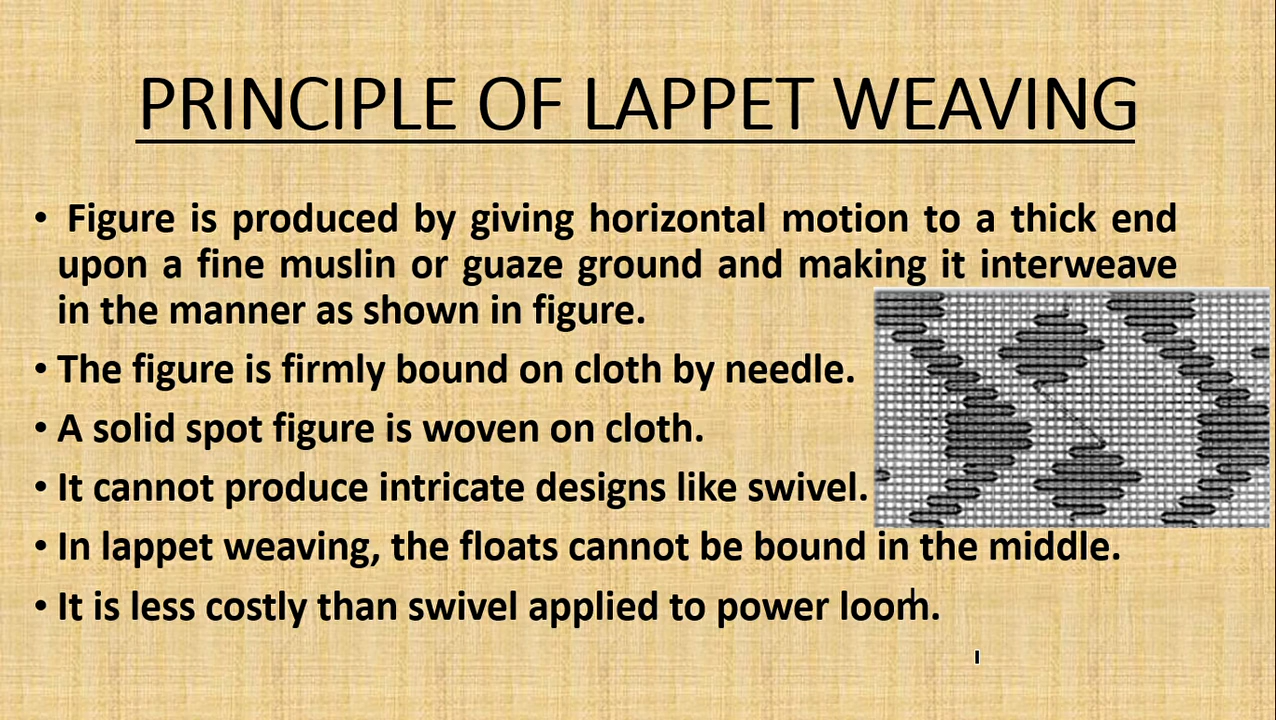 PRINCIPLE OF LAPPET WEAVING
• Figure is produced by giving horizontal motion to a thick end
upon a fine muslin or guaze ground and making it interweave
in the manner as shown in figure.
• The figure is firmly bound on cloth by needle.
• A solid spot figure is woven on cloth.
• It cannot produce intricate designs like swivel.
• In lappet weaving, the floats cannot be bound in the middle.
• It is less costly than swivel applied to power loom.